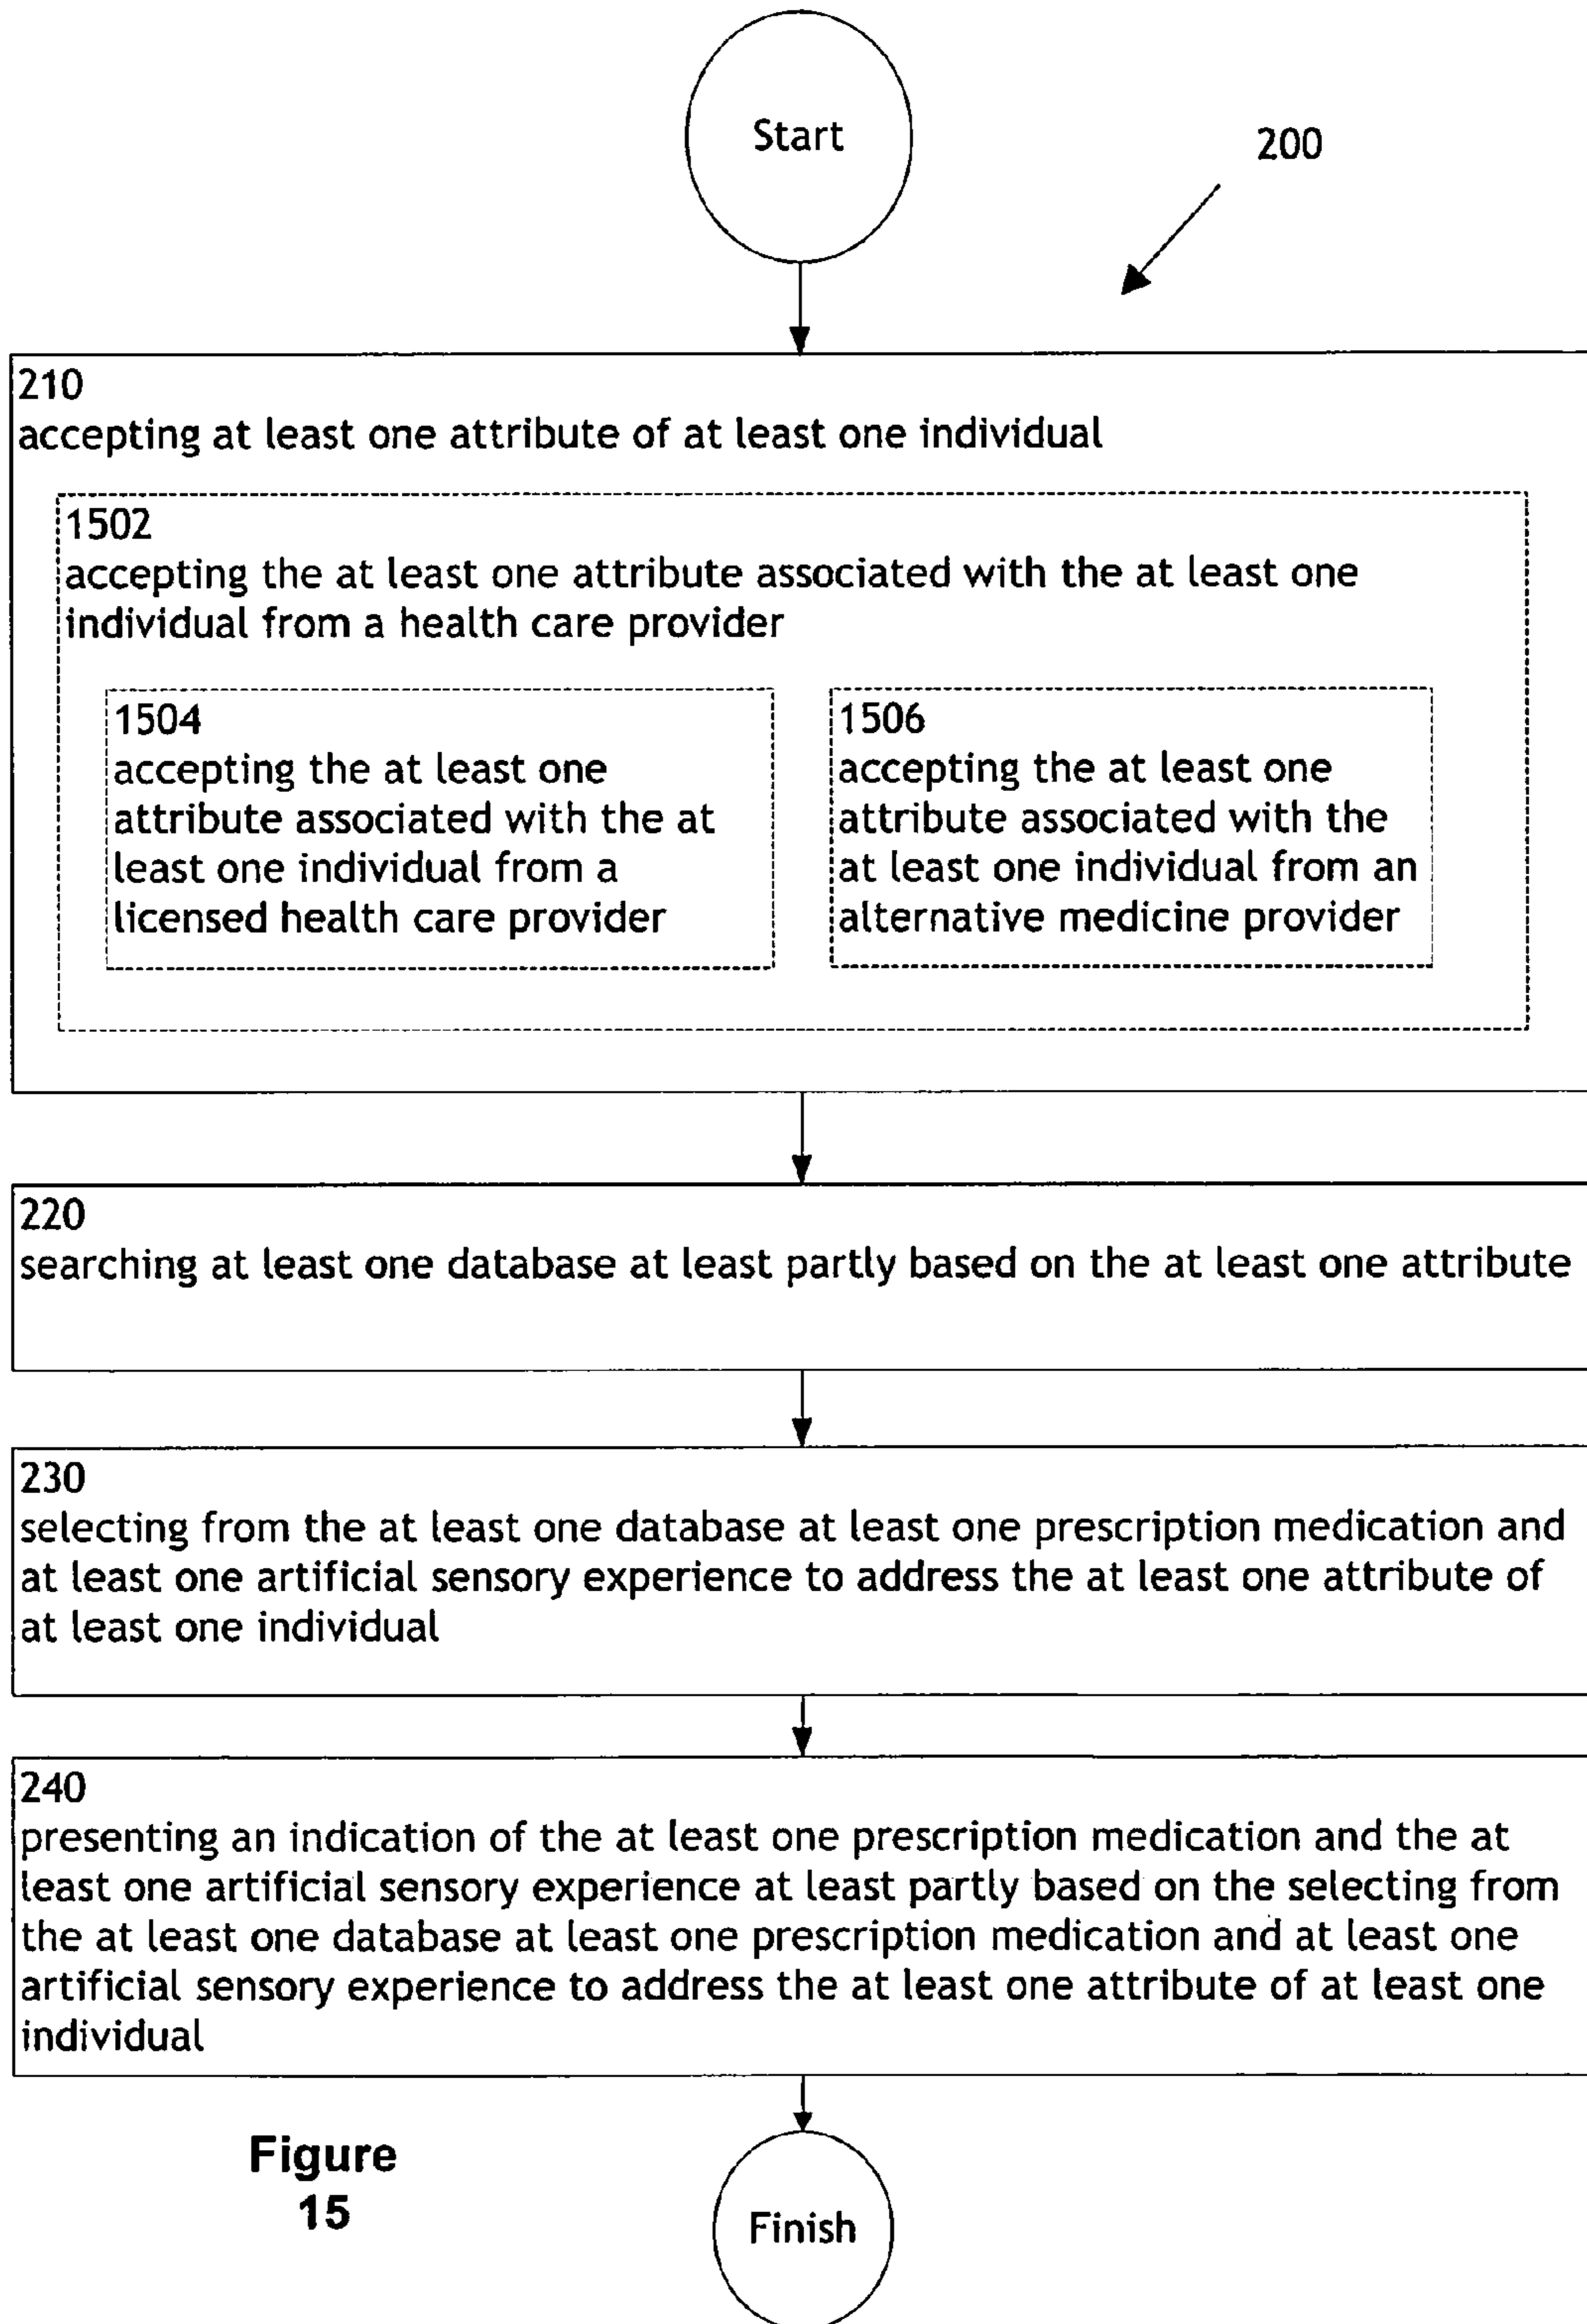 Start
200
210
accepting at least one attribute of at least one individual
1502
accepting the at least one attribute associated with the at least one
individual from a health care provider
1504
accepting the at least one
attribute associated with the at
least one individual from a
licensed health care provider
1506
accepting the at least one
attribute associated with the
at least one individual from an
alternative medicine provider
220
searching at least one database at least partly based on the at least one attribute
230
selecting from the at least one database at least one prescription medication and
at least one artificial sensory experience to address the at least one attribute of
at least one individual
240
presenting an indication of the at least one prescription medication and the at
least one artificial sensory experience at least partly based on the selecting from
the at least one database at least one prescription medication and at least one
artificial sensory experience to address the at least one attribute of at least one
individual
Figure
15
Finish